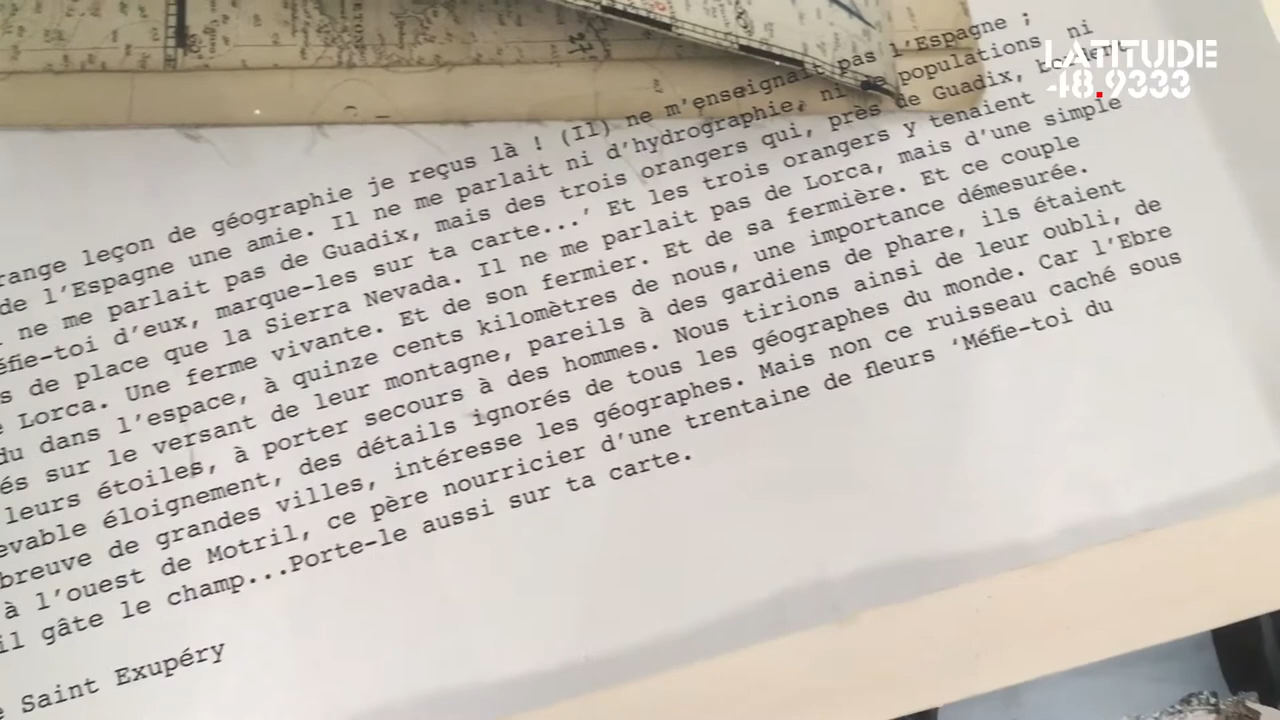 LATITUDE
48.9333
range leçon de géographie je reçus là ! (Il) ne m'enseignait pas l'Espagne ;
de l'Espagne une amie. Il ne me parlait ni d'hydrographie, ni populations, ni
ne me parlait pas de Guadix, mais des trois orangers qui, près de Guadix,
éfie-toi d'eux, marque-les sur ta carte...' Et les trois orangers y tenaient
s de place que la Sierra Nevada. Il ne me parlait pas de Lorca, mais d'une simple
e Lorca. Une ferme vivante. Et de son fermier. Et de sa fermière. Et ce couple
du dans l'espace, à quinze cents kilomètres de nous, une importance démesurée.
és sur le versant de leur montagne, pareils à des gardiens de phare, ils étaient
leurs étoiles, à porter secours à des hommes. Nous tirions ainsi de leur oubli, de
evable éloignement, des détails ignorés de tous les géographes du monde. Car l'Ebre
breuve de grandes villes, intéresse les géographes. Mais non ce ruisseau caché sous
à l'ouest de Motril, ce père nourricier d'une trentaine de fleurs 'Méfie-toi du
il gâte le champ...Porte-le aussi sur ta carte.
e Saint Exupéry